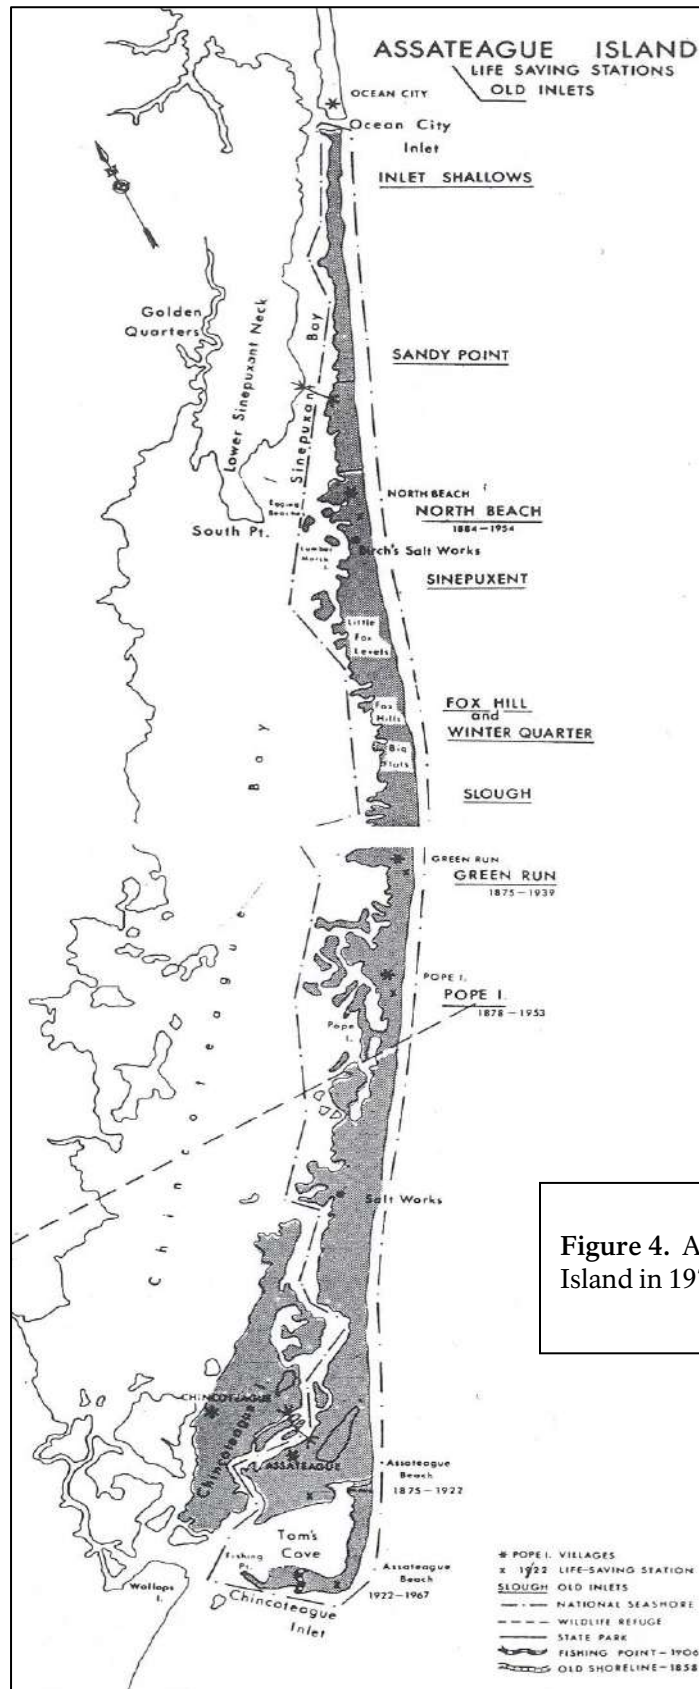 ASSATEAGUE ISLAND
LIFE SAVING STATIONS
OLD INLETS
OCEAN CITY
Ocean City
Inlet
INLET SHALLOWS
Golden
Quarters
Lower Sinepuxant Neck
Sinepuxant Bay
SANDY POINT
NORTH BEACH
NORTH BEACH
1884-1954
South Pt.
Birch's Salt Works
SINEPUXENT
Little
Fox
Levels
Fox
Hills
FOX HILL
and
WINTER QUARTER
Big
Flats
SLOUGH
GREEN RUN
GREEN RUN
1875-1939
POPE I.
POPE I.
1878-1953
Pope
I.
Chincoteague Bay
Salt Works
Figure 4. A
Island in 19
CHINCOTEAGUE
Chincoteague I.
ASSATEAGUE
Assateague
Beach
1875-1922
Tom's
Cove
Fishing
Pt.
Wallops
I.
Assateague
Beach
1922-1967
Chincoteague
Inlet
POPE I. VILLAGES
x 1922 LIFE-SAVING STATION
SLOUGH OLD INLETS
NATIONAL SEASHORE
WILDLIFE REFUGE
STATE PARK
FISHING POINT-1906
OLD SHORELINE-1858